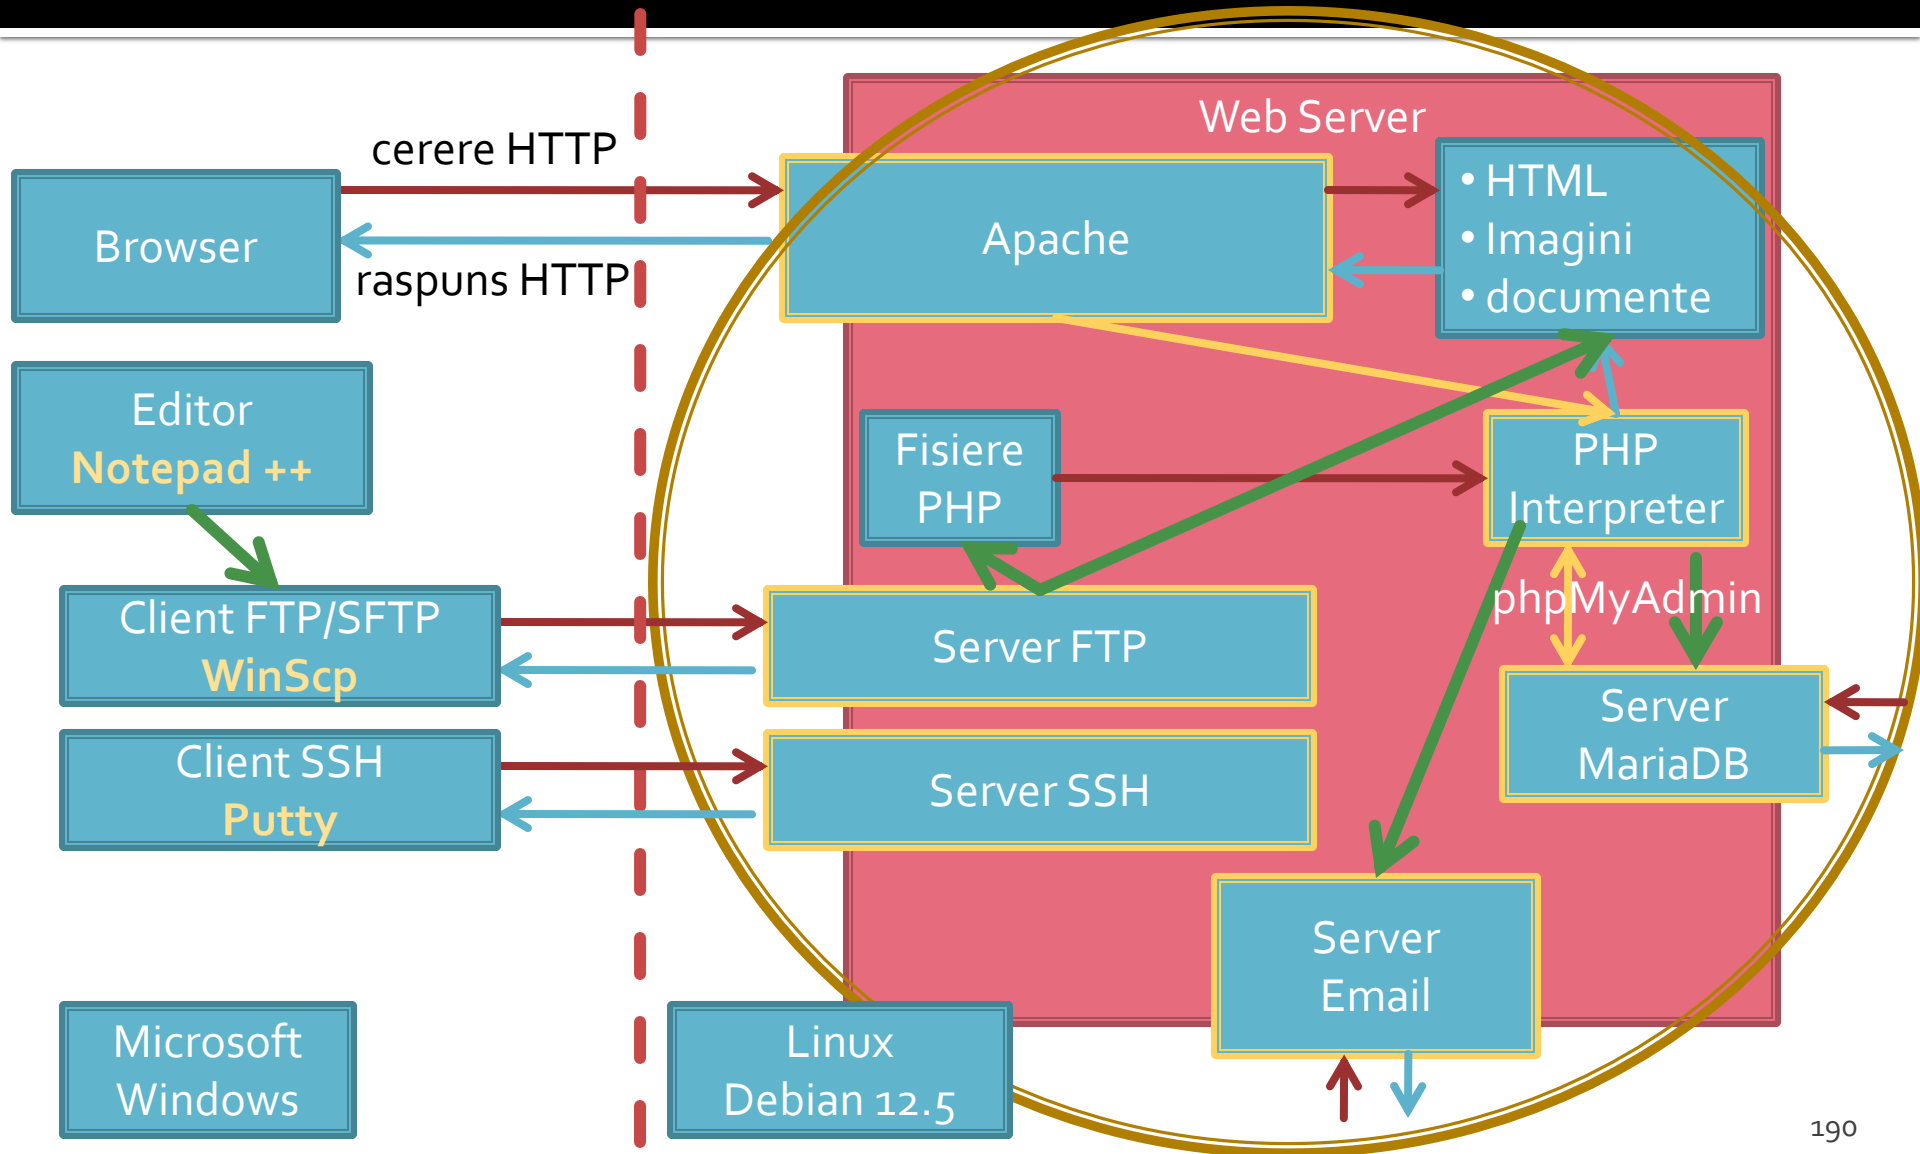 Web Server
cerere HTTP
Browser
raspuns HTTP
Apache
• HTML
• Imagini
• documente
Editor
Notepad ++
Fisiere
PHP
PHP
Interpreter
phpMyAdmin
Client FTP/SFTP
WinScp
Server FTP
Server
MariaDB
Client SSH
Putty
Server SSH
Server
Email
Microsoft
Windows
Linux
Debian 12.5
190